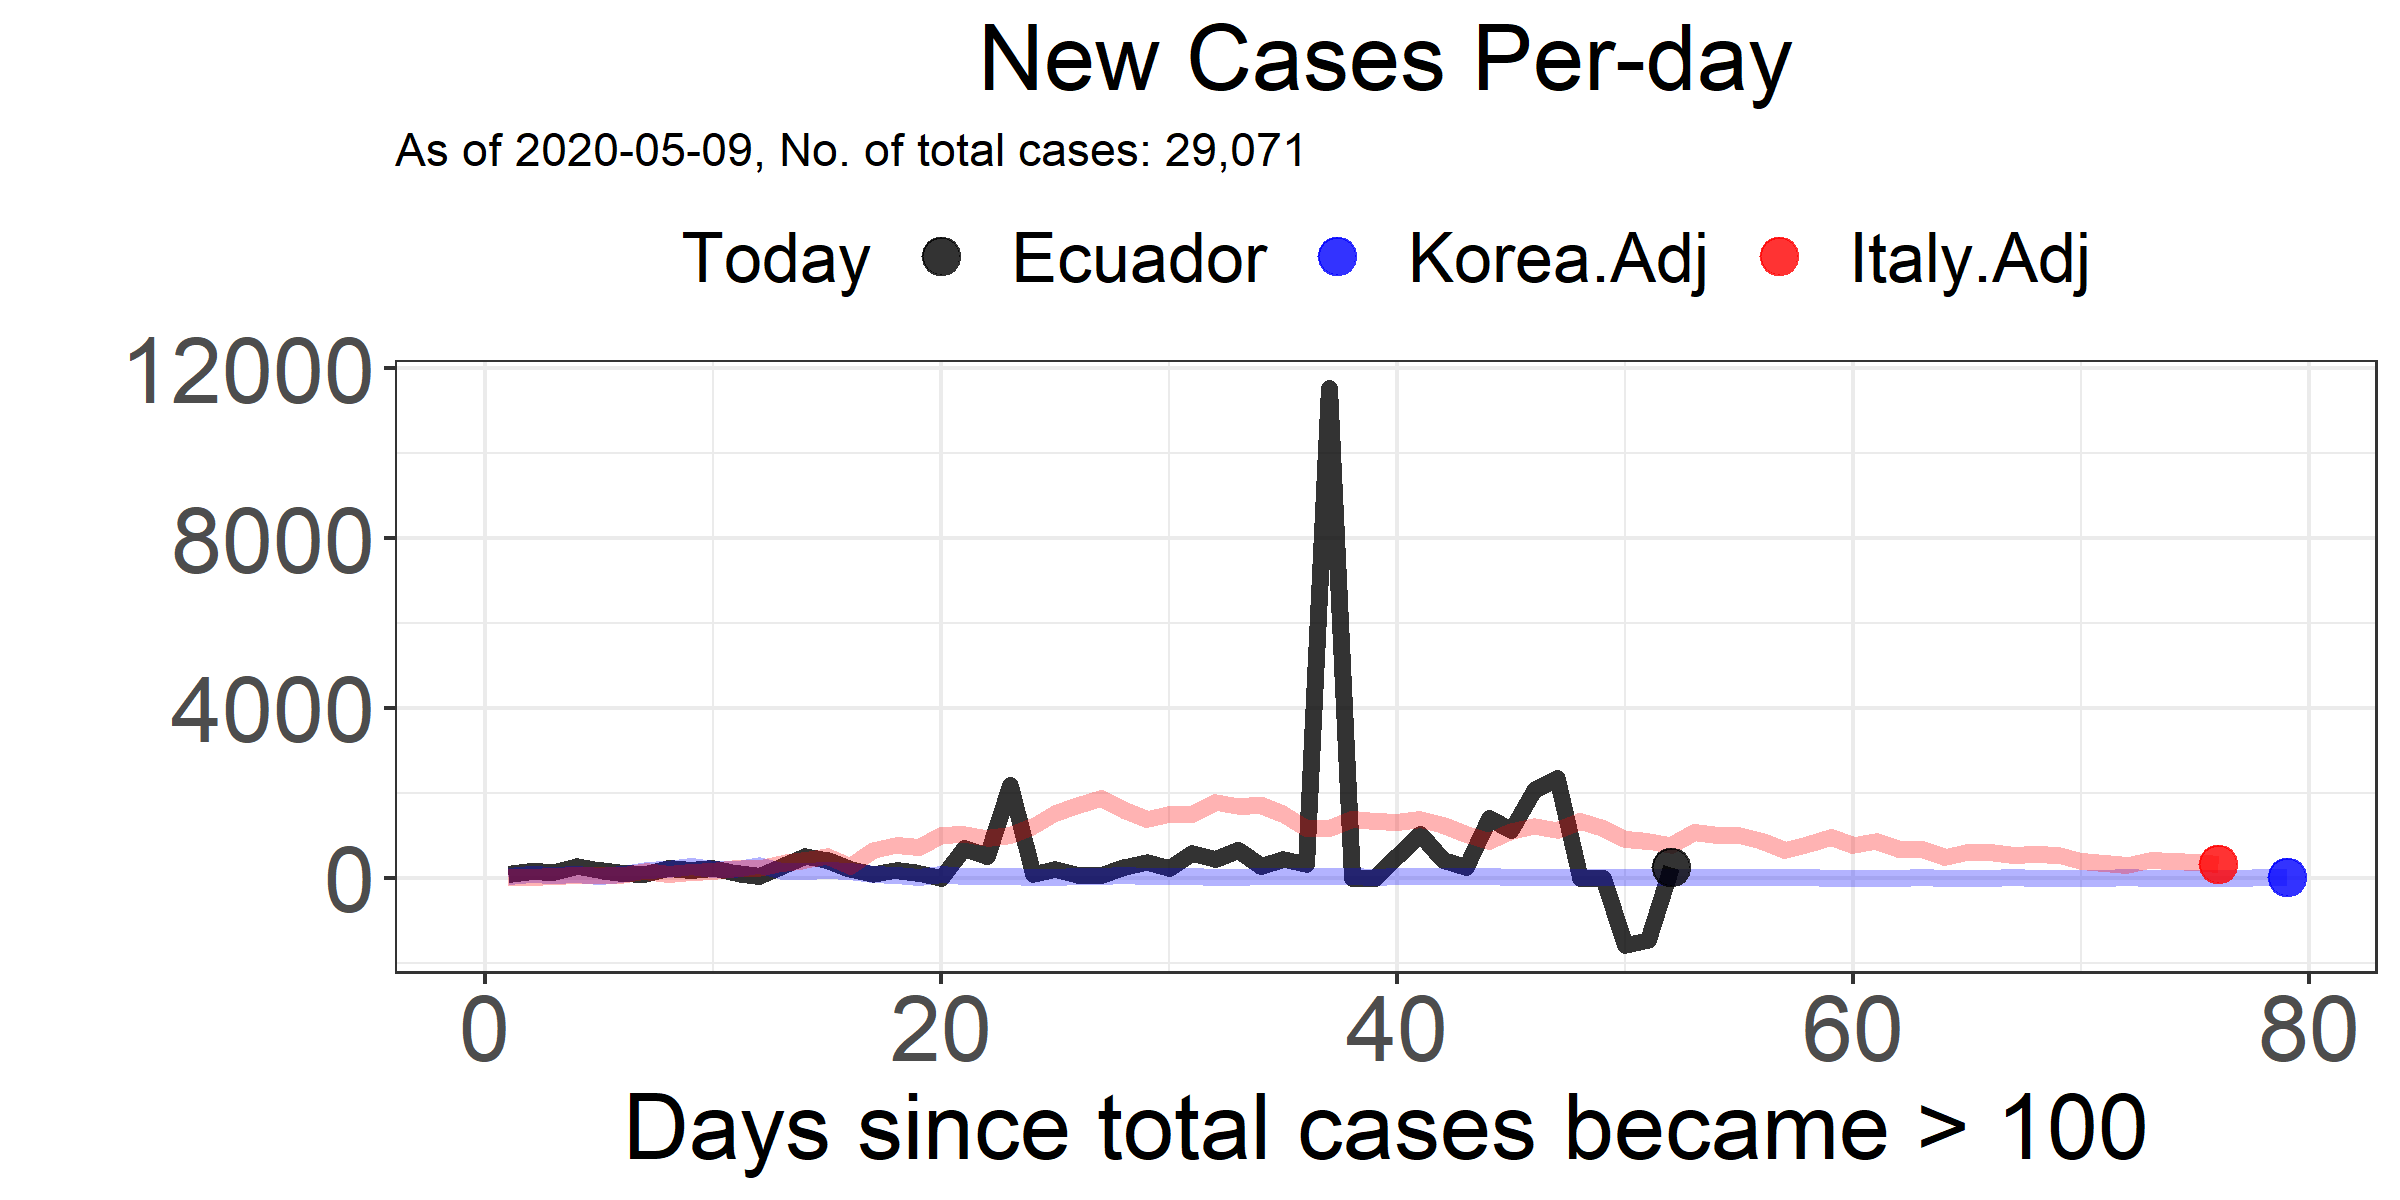 New Cases Per-day
As of 2020-05-09, No. of total cases: 29,071
Today Ecuador Korea.Adj Italy.Adj
12000
8000
4000
0
0 20 40 60 80
Days since total cases became > 100